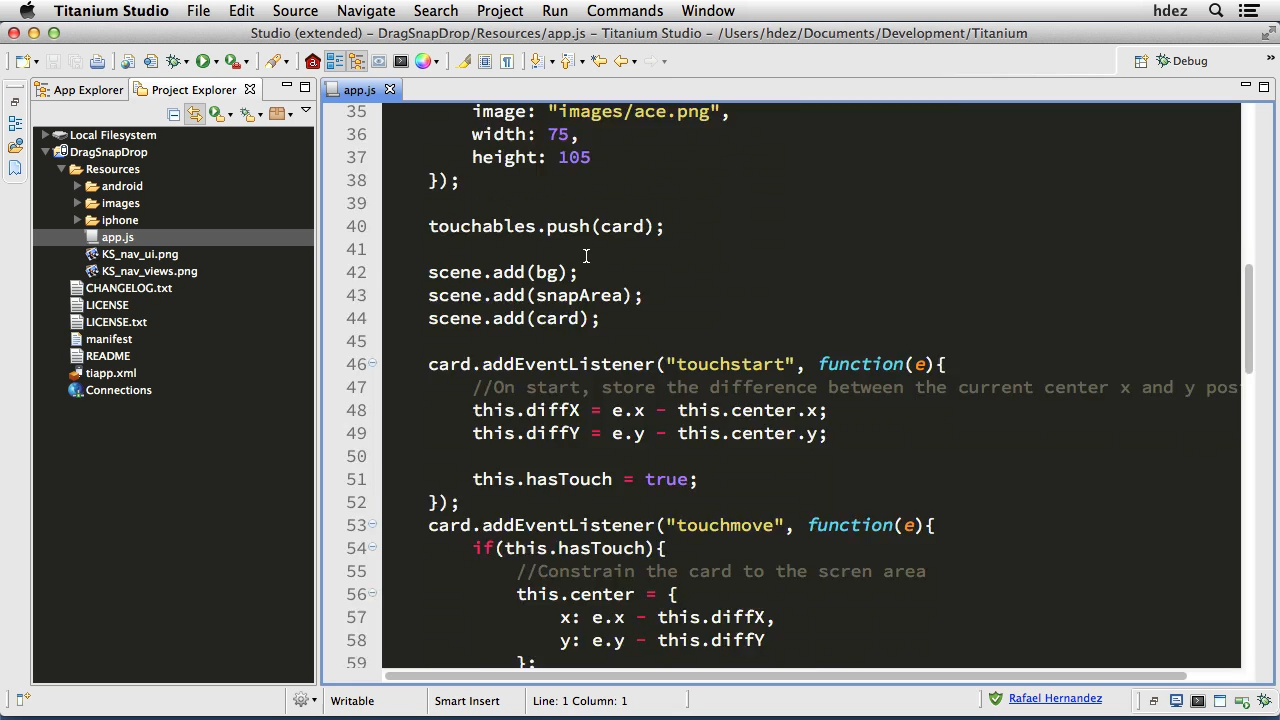 Titanium Studio File Edit Source Navigate Search Project Run Commands Window hdez
Studio (extended) - DragSnapDrop/Resources/app.js - Titanium Studio - /Users/hdez/Documents/Development/Titanium
Debug
App Explorer Project Explorer
app.js
Local Filesystem
DragSnapDrop
Resources
android
images
iphone
app.js
KS_nav_ui.png
KS_nav_views.png
CHANGELOG.txt
LICENSE
LICENSE.txt
manifest
README
tiapp.xml
Connections
35 image: "images/ace.png",
36 width: 75,
37 height: 105
38 });
39
40 touchables.push(card);
41
42 scene.add(bg);
43 scene.add(snapArea);
44 scene.add(card);
45
46 card.addEventListener("touchstart", function(e){
47 //On start, store the difference between the current center x and y pos
48 this.diffX = e.x - this.center.x;
49 this.diffY = e.y - this.center.y;
50
51 this.hasTouch = true;
52 });
53 card.addEventListener("touchmove", function(e){
54 if(this.hasTouch){
55 //Constrain the card to the scren area
56 this.center = {
57 x: e.x - this.diffX,
58 y: e.y - this.diffY
59 };
Writable Smart Insert Line: 1 Column: 1 Rafael Hernandez